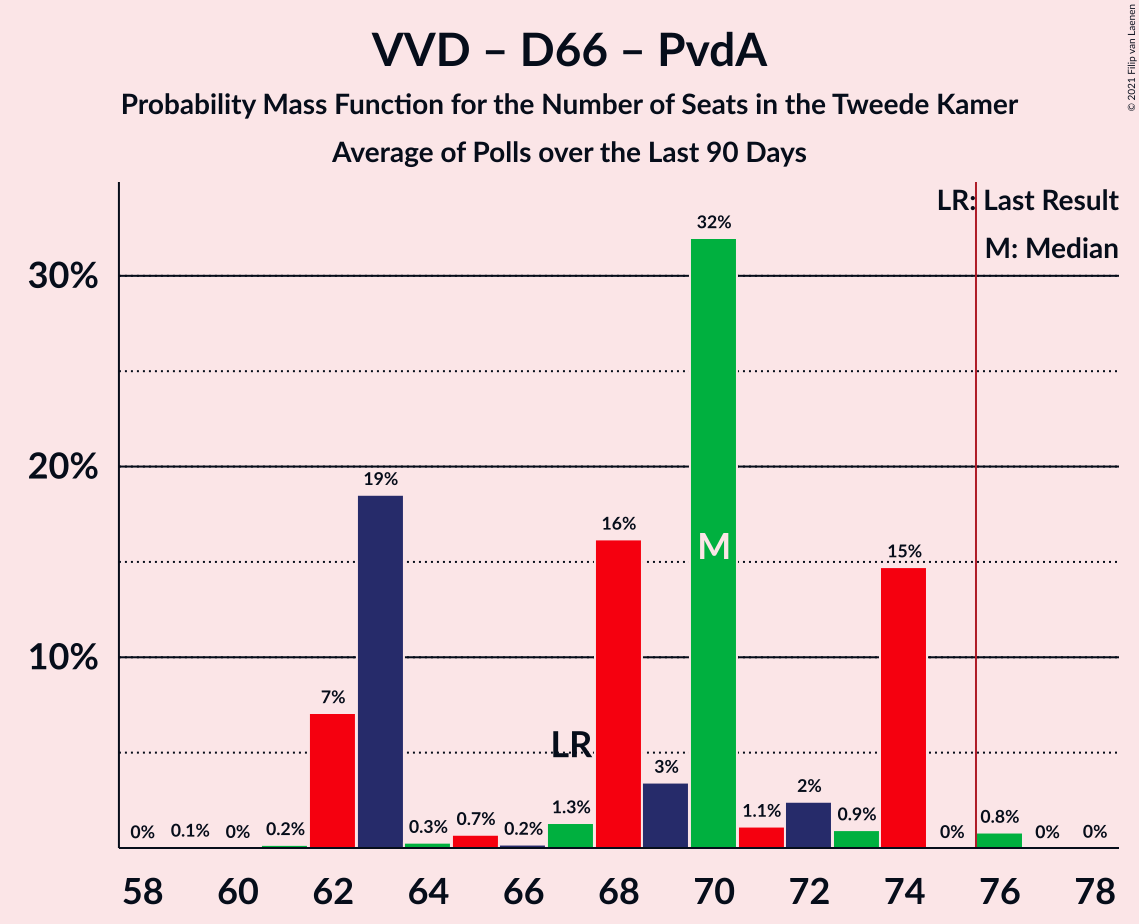 VVD – D66 – PvdA
Probability Mass Function for the Number of Seats in the Tweede Kamer
Average of Polls over the Last 90 Days
© 2021 Filip van Laenen
LR: Last Result
M: Median
30%
20%
10%
0%
0.1%
0%
0.2%
7%
19%
0.3%
0.7%
0.2%
1.3%
16%
3%
32%
1.1%
2%
0.9%
15%
0%
0.8%
0%
0%
LR
M
58 60 62 64 66 68 70 72 74 76 78